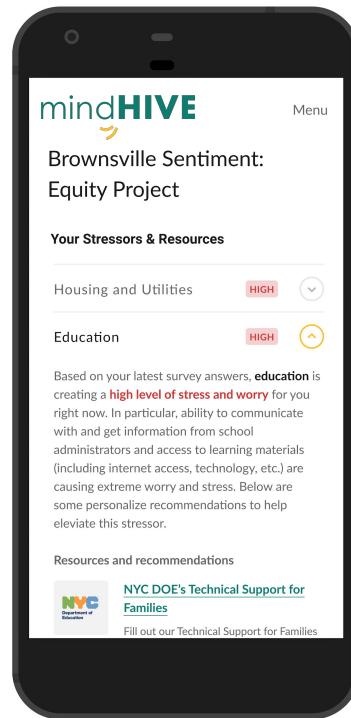 mindHIVE
Menu
Brownsville Sentiment:
Equity Project
Your Stressors & Resources
Housing and Utilities HIGH
Education HIGH
Based on your latest survey answers, education is
creating a high level of stress and worry for you
right now. In particular, ability to communicate
with and get information from school
administrators and access to learning materials
(including internet access, technology, etc.) are
causing extreme worry and stress. Below are
some personalize recommendations to help
eleviate this stressor.
Resources and recommendations
NYC
Department of
Education
NYC DOE's Technical Support for
Families
Fill out our Technical Support for Families